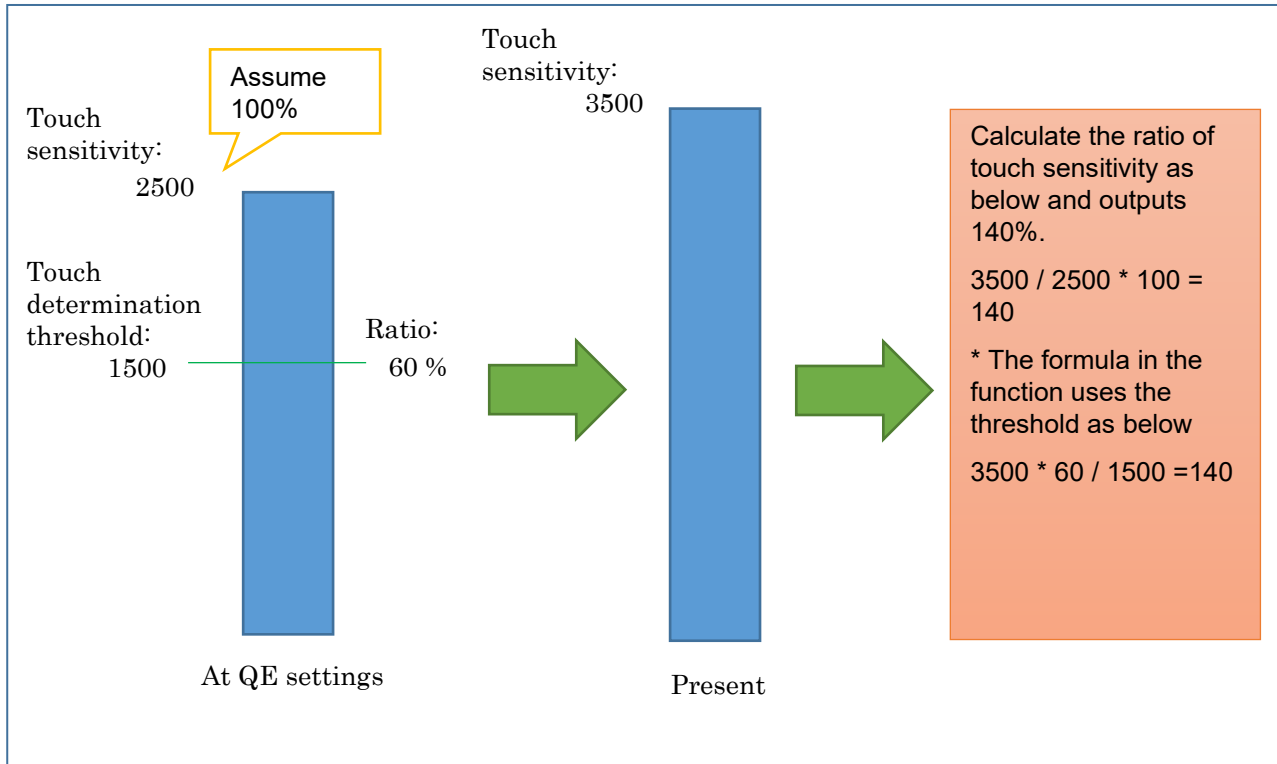 Assume
100%
Touch
sensitivity:
2500
Touch
determination
threshold:
1500
Ratio:
60 %
At QE settings
Touch
sensitivity:
3500
Present
Calculate the ratio of
touch sensitivity as
below and outputs
140%.
3500 / 2500 * 100 =
140
* The formula in the
function uses the
threshold as below
3500 * 60 / 1500 =140